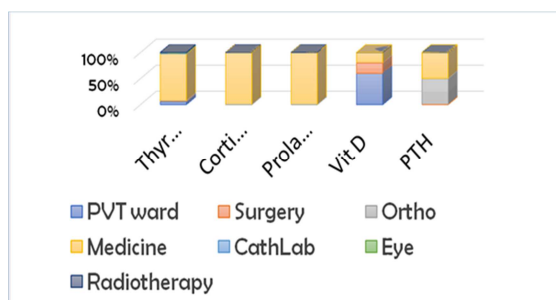 100%
50%
0%
Thyr...
Corti...
Prola...
Vit D
PTH
PVT ward
Surgery
Ortho
Medicine
CathLab
Eye
Radiotherapy